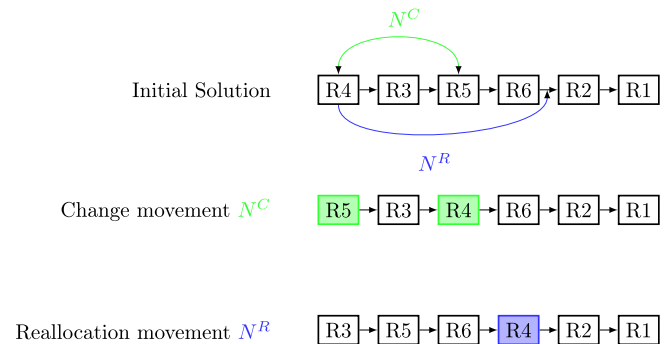 N^C
Initial Solution R4 R3 R5 R6 R2 R1
N^R
Change movement N^C R5 R3 R4 R6 R2 R1
Reallocation movement N^R R3 R5 R6 R4 R2 R1